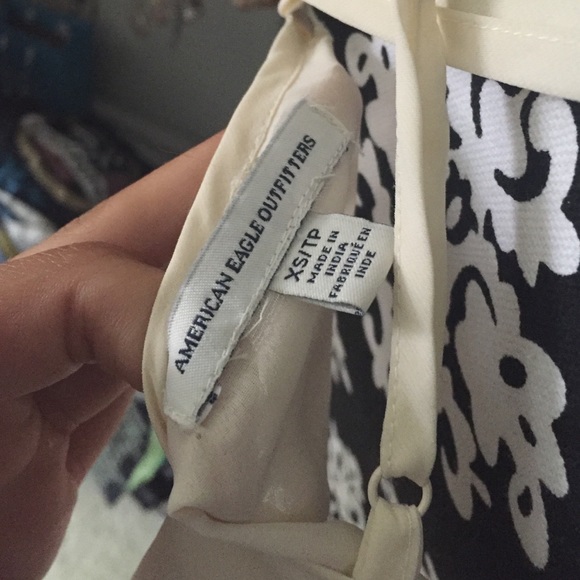 AMERICAN EAGLE OUTFITTERS
XS/TP
MADE IN
INDIA
FABRIQUÉ EN
INDE